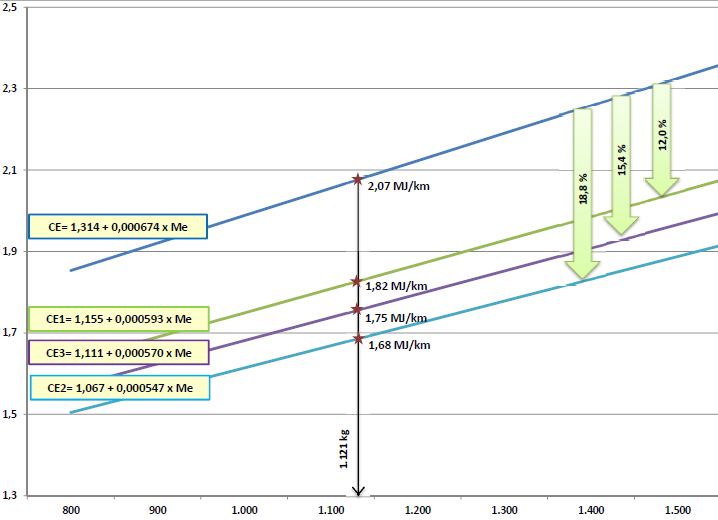 2,5
2,3
2,1
1,9
1,7
1,5
1,3
18,8 %
15,4 %
12,0 %
2,07 MJ/km
CE= 1,314 + 0,000674 x Me
1,82 MJ/km
CE1= 1,155 + 0,000593 x Me
1,75 MJ/km
CE3= 1,111 + 0,000570 x Me
1,68 MJ/km
CE2= 1,067 + 0,000547 x Me
1.121 kg
800 900 1.000 1.100 1.200 1.300 1.400 1.500